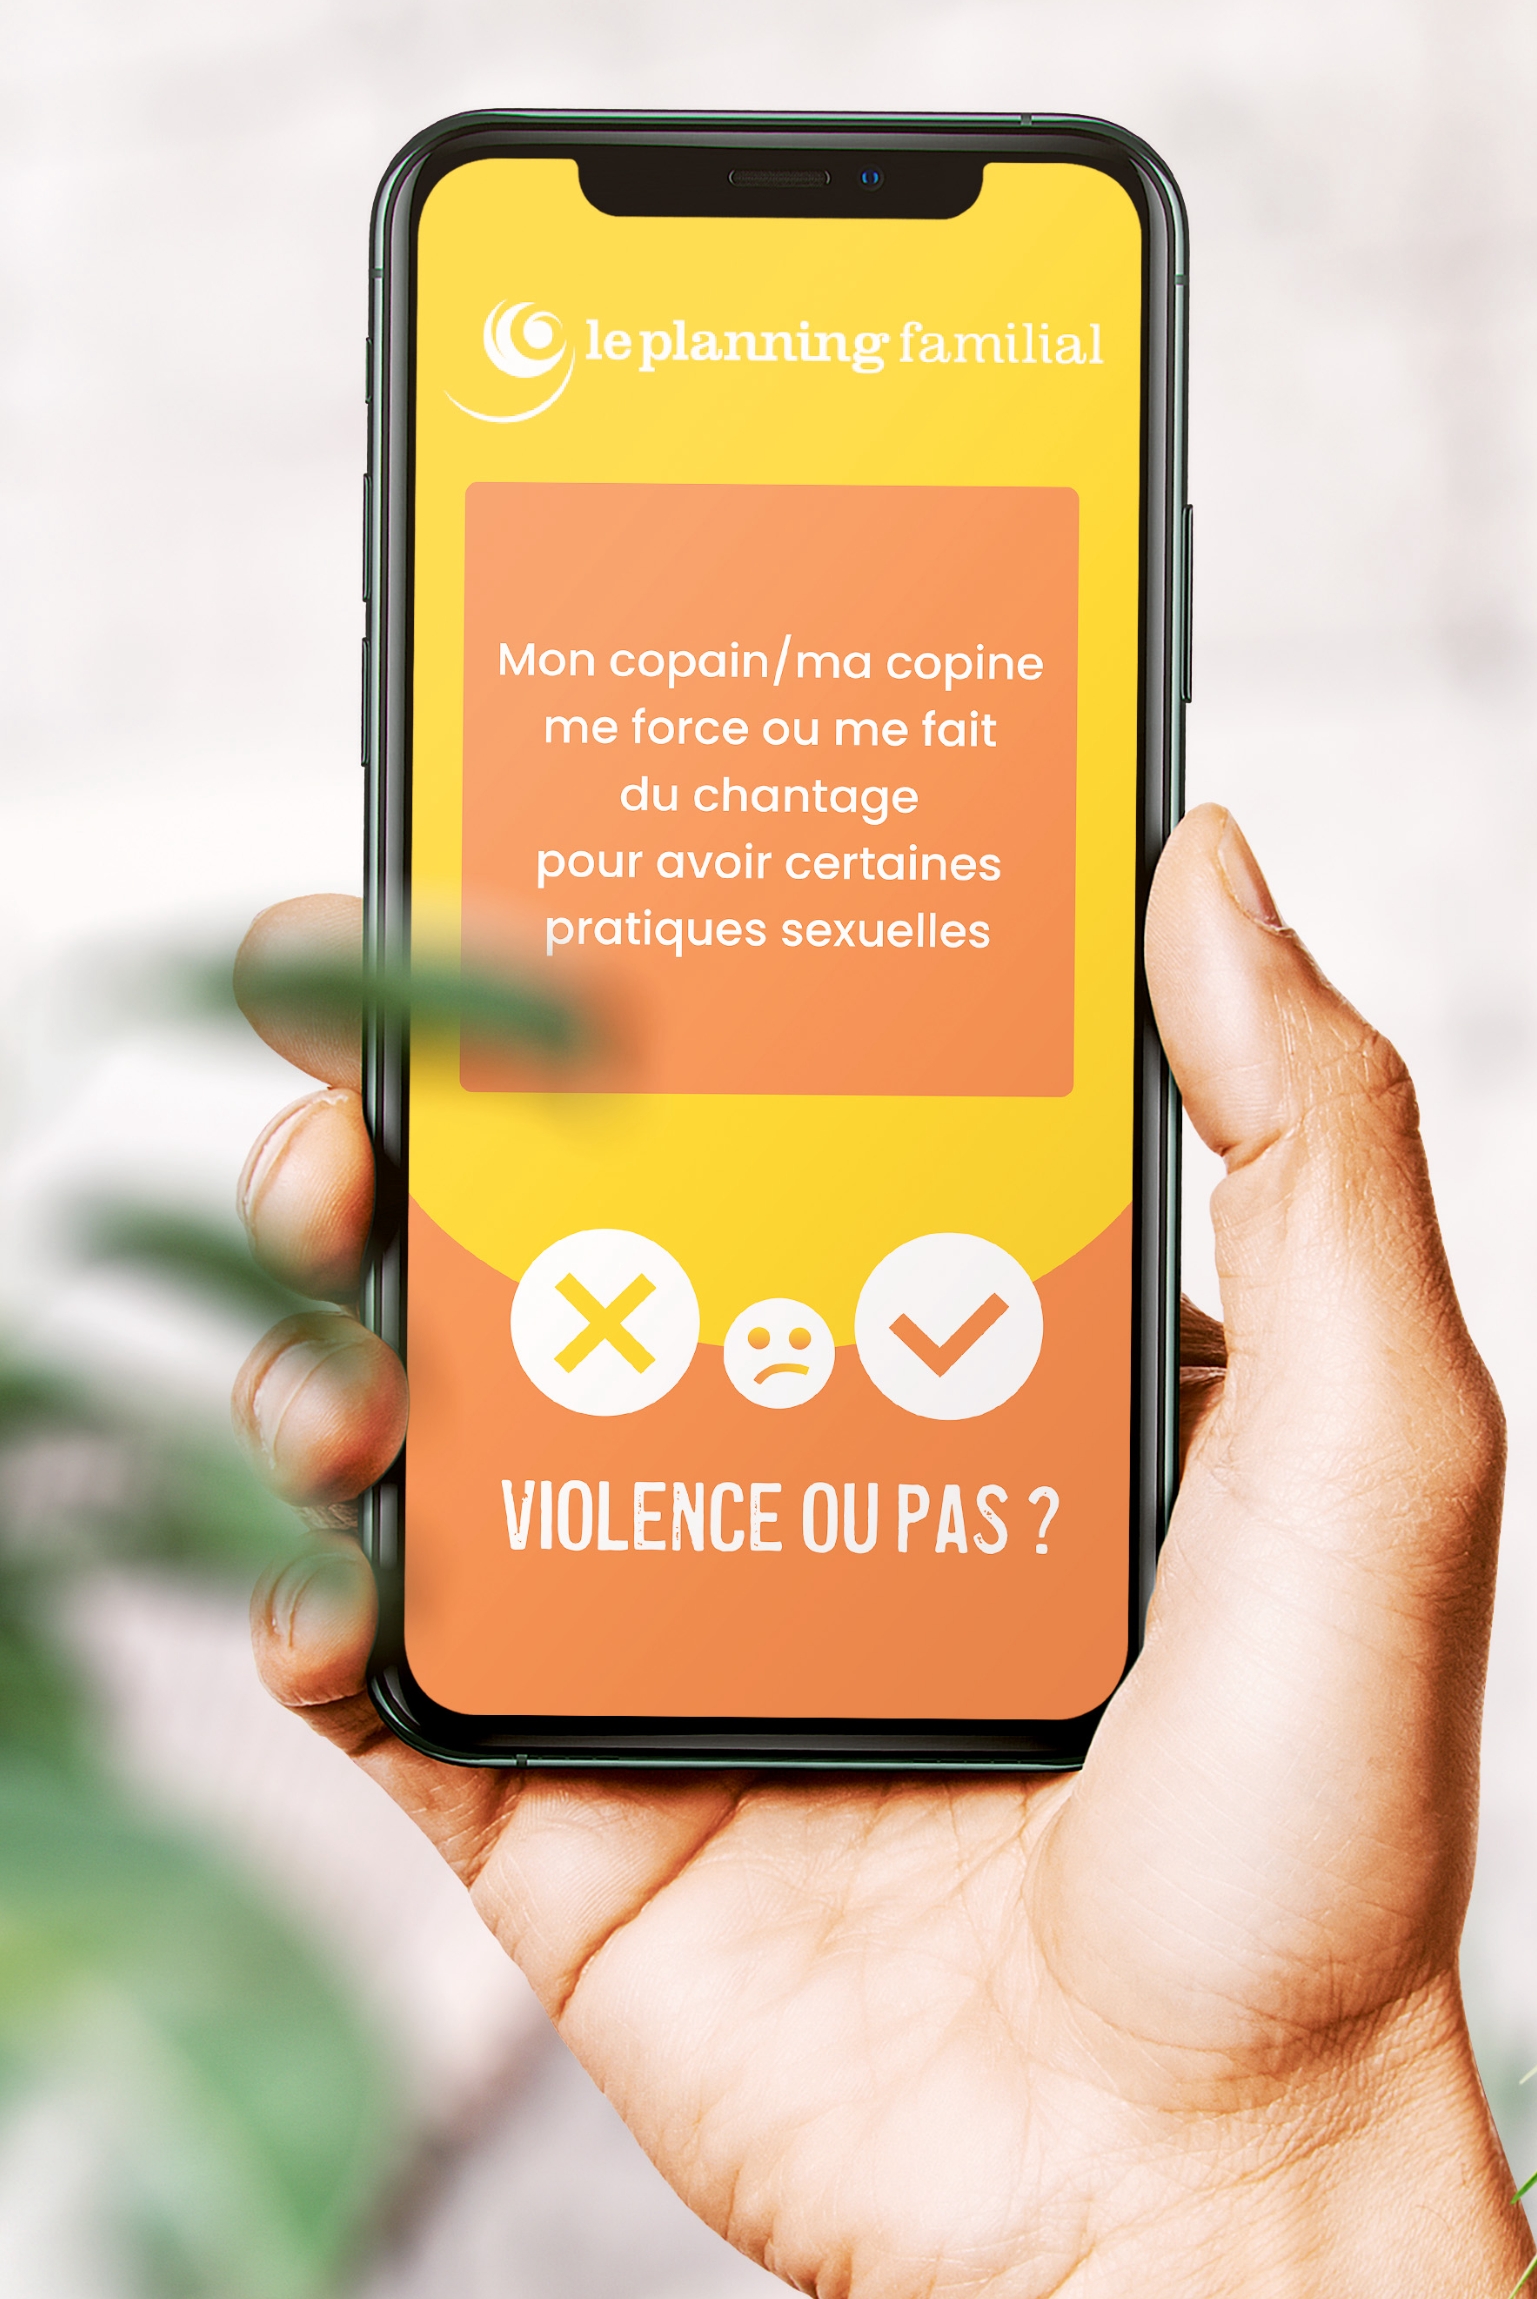 le planning familial
Mon copain/ma copine
me force ou me fait
du chantage
pour avoir certaines
pratiques sexuelles
VIOLENCE OU PAS ?